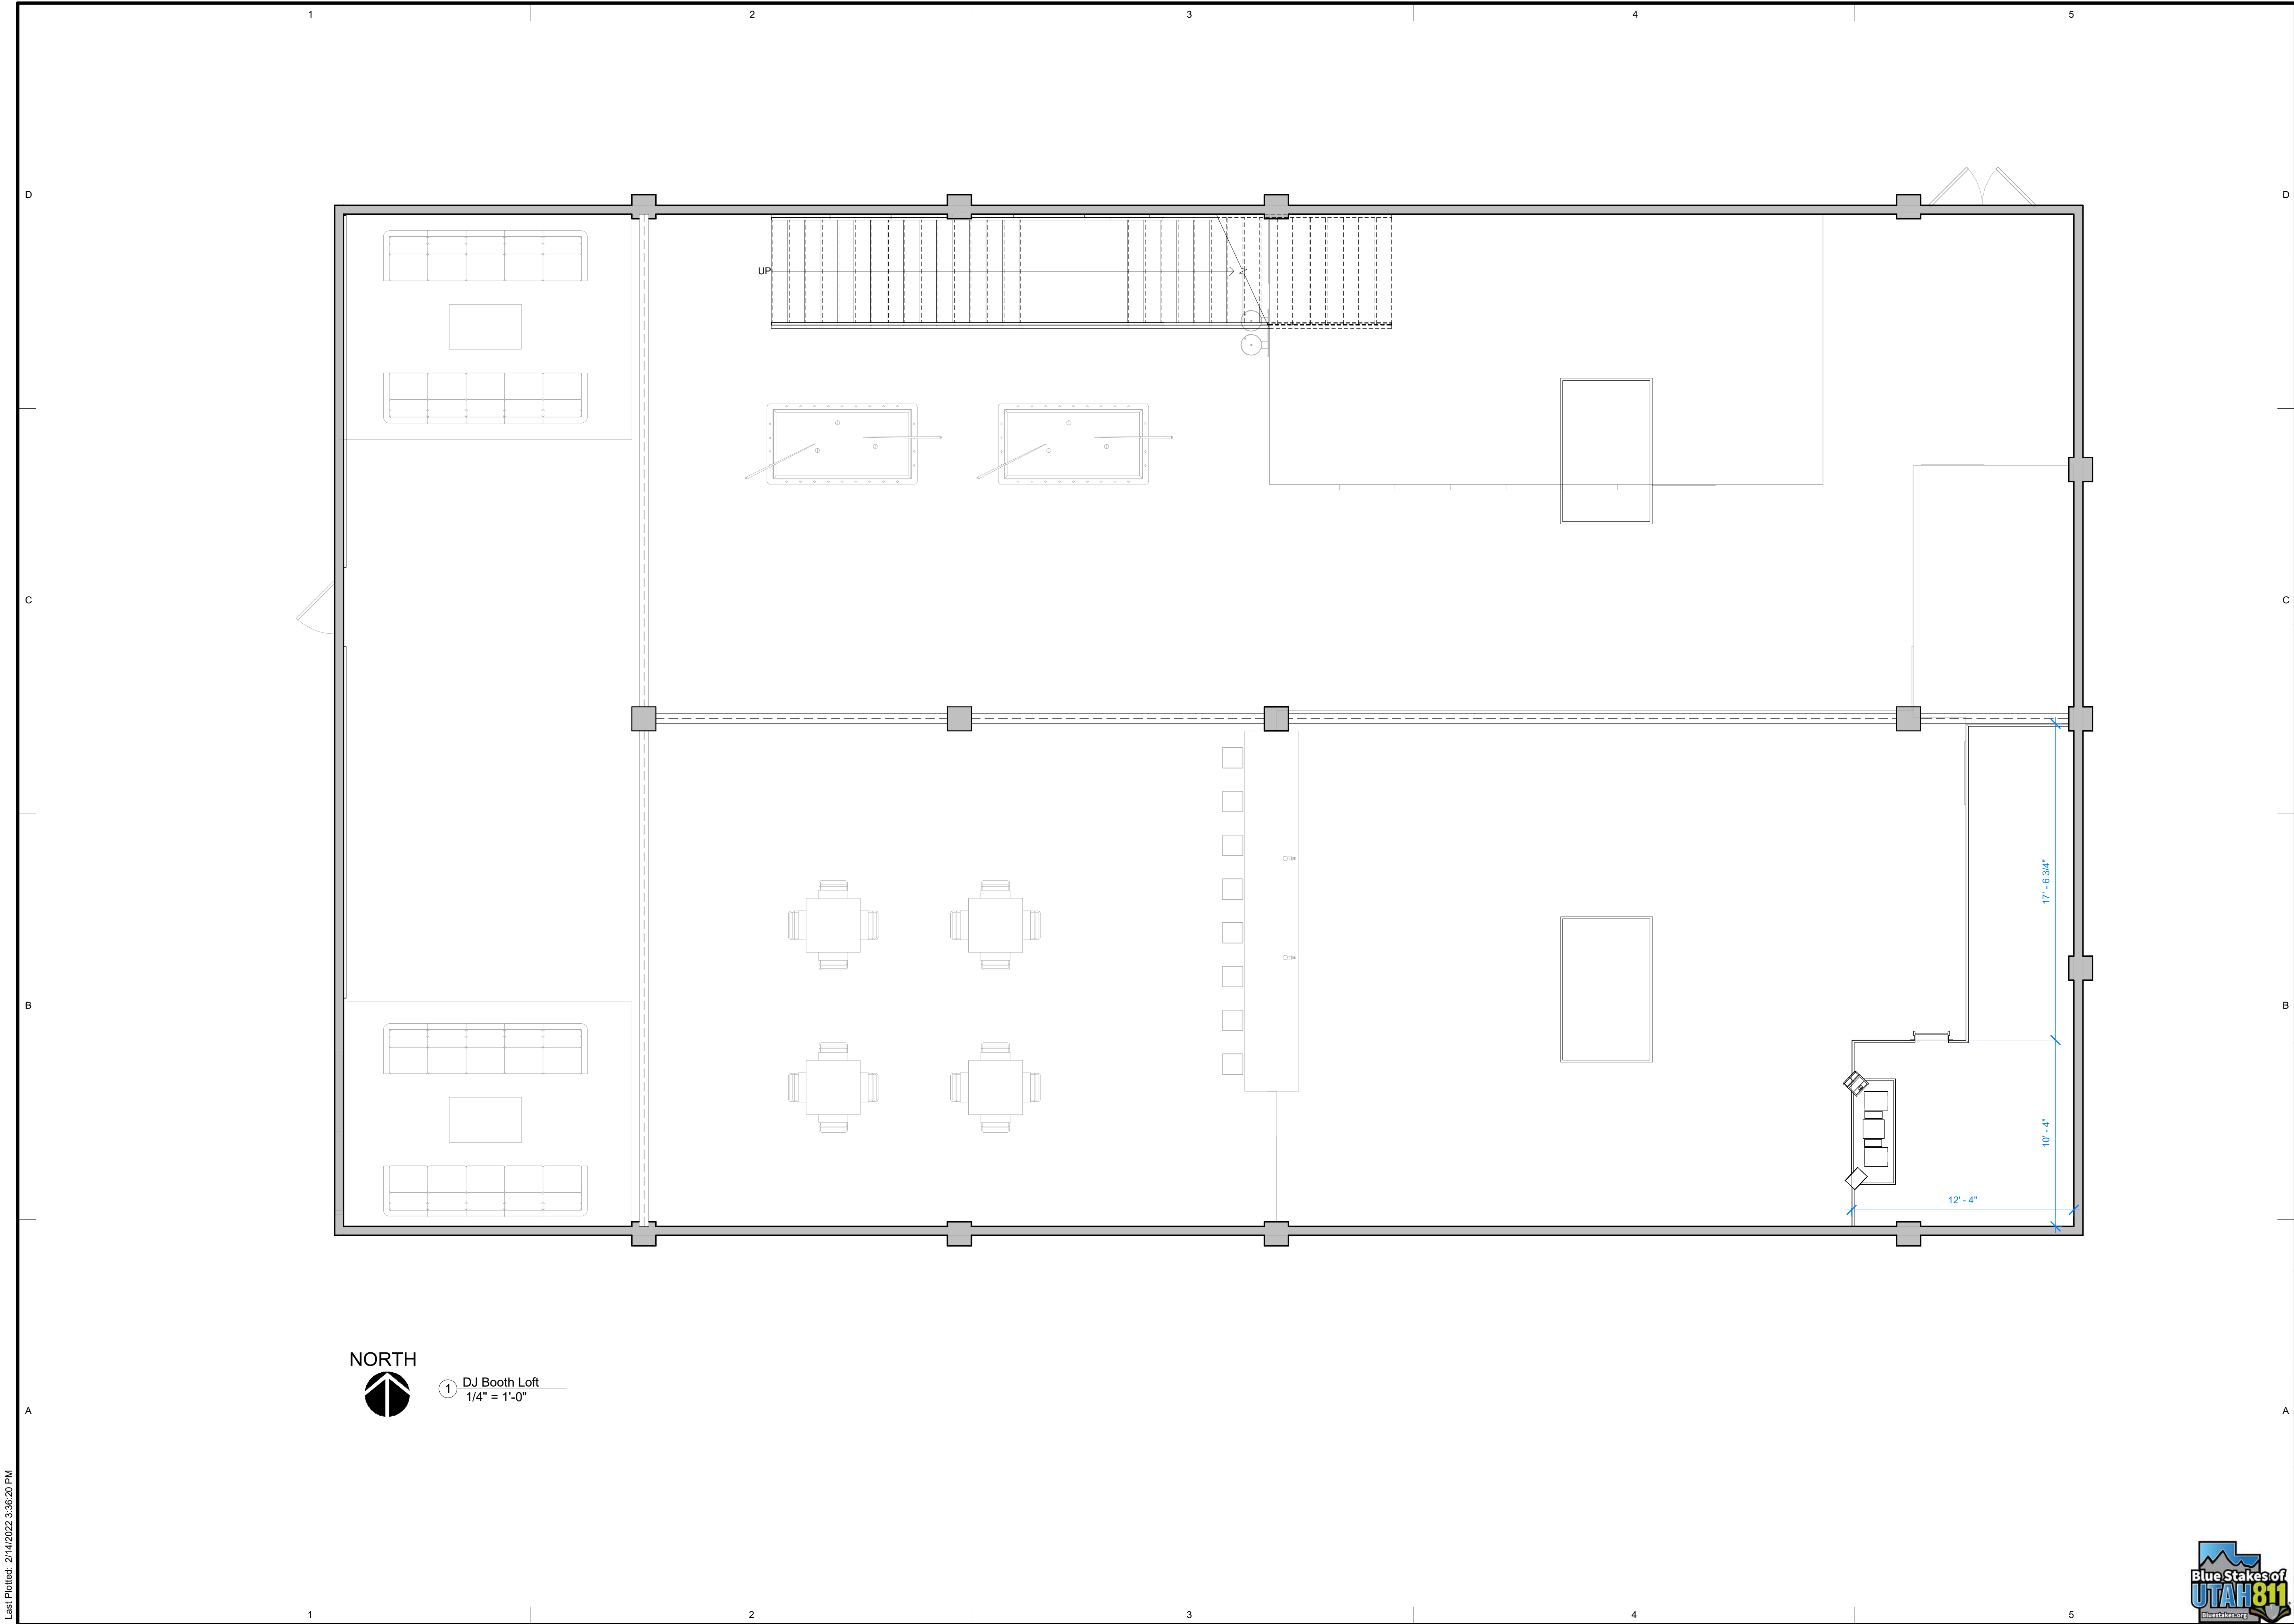 1 2 3 4 5
D D
UP
C C
17' - 6 3/4"
B B
10' - 4"
12' - 4"
NORTH
1 DJ Booth Loft
1/4" = 1'-0"
A A
Last Plotted: 2/14/2022 3:36:20 PM
Blue Stakes of
UTAH811
Bluestakes.org
1 2 3 4 5